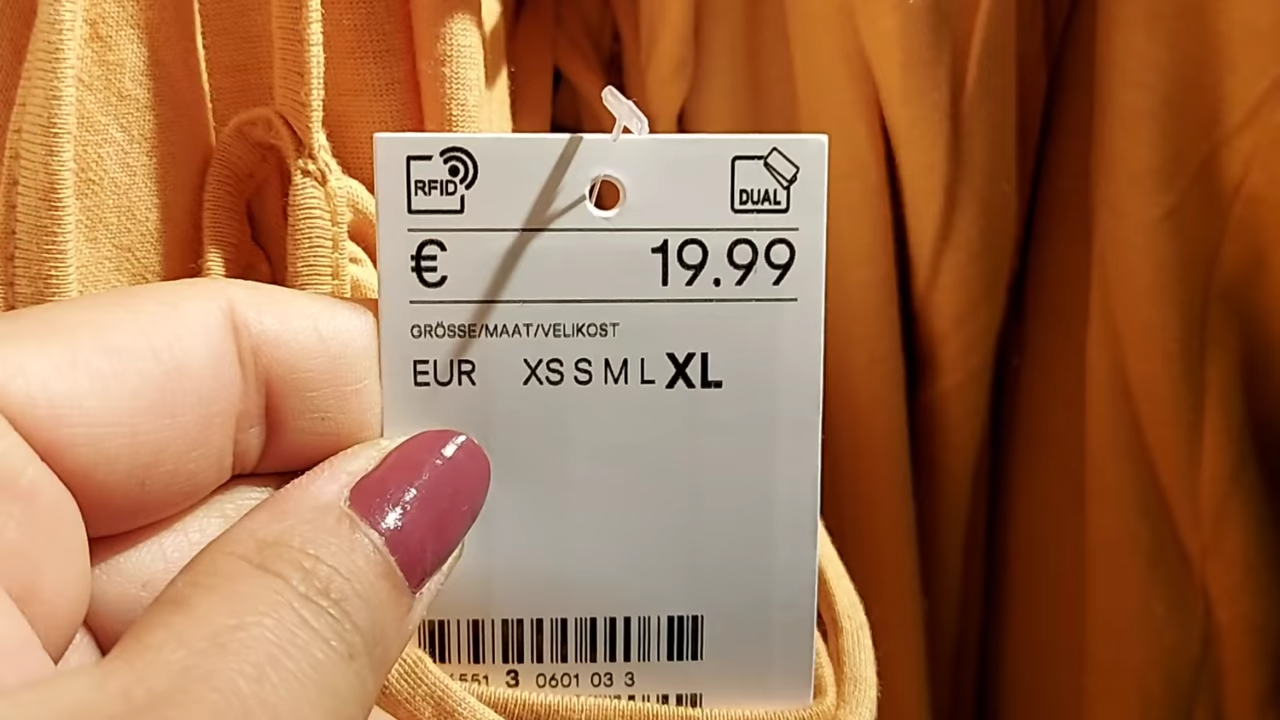 RFID
DUAL
€ 19.99
GRÖSSE/MAAT/VELIKOST
EUR XS S M L XL
3 0601 03 3